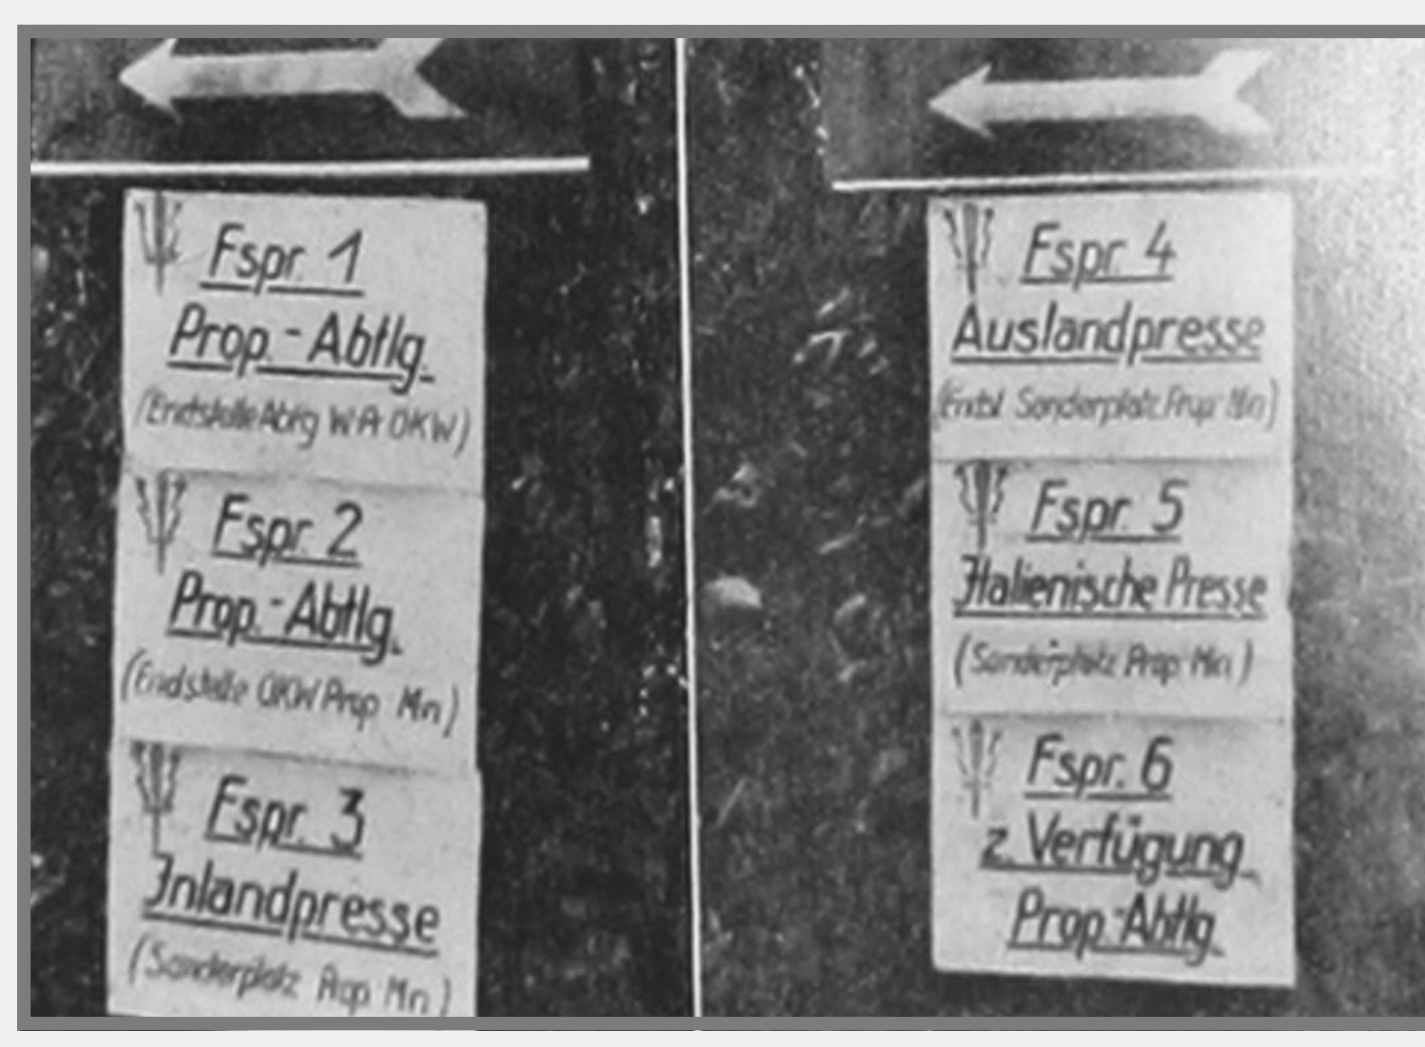 Fspr. 1
Prop.-Abtlg.
(Endstelle Abtlg W Pr OKW)
Fspr. 2
Prop.-Abtlg.
(Endstelle OKW Prop. Min)
Fspr. 3
Inlandpresse
(Sonderplatz Prop Min)
Fspr. 4
Auslandpresse
(Endst. Sonderplatz Prop Min)
Fspr. 5
Italienische Presse
(Sonderplatz Prop. Min)
Fspr. 6
z. Verfügung
Prop.-Abtlg.